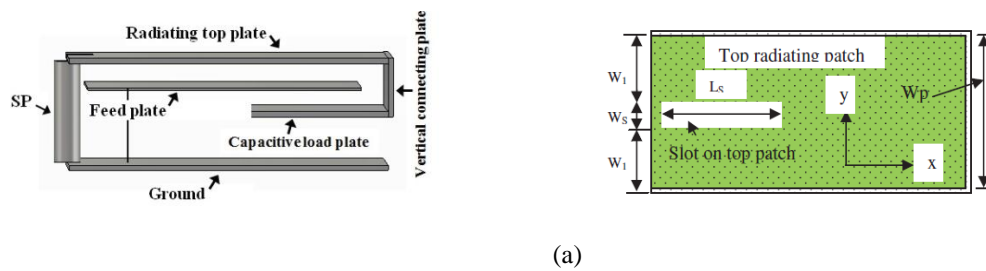 Radiating top plate
SP
Feed plate
Capacitive load plate
Ground
Vertical connecting plate
Top radiating patch
W1
LS
WS
y
Wp
W1
Slot on top patch
x
(a)